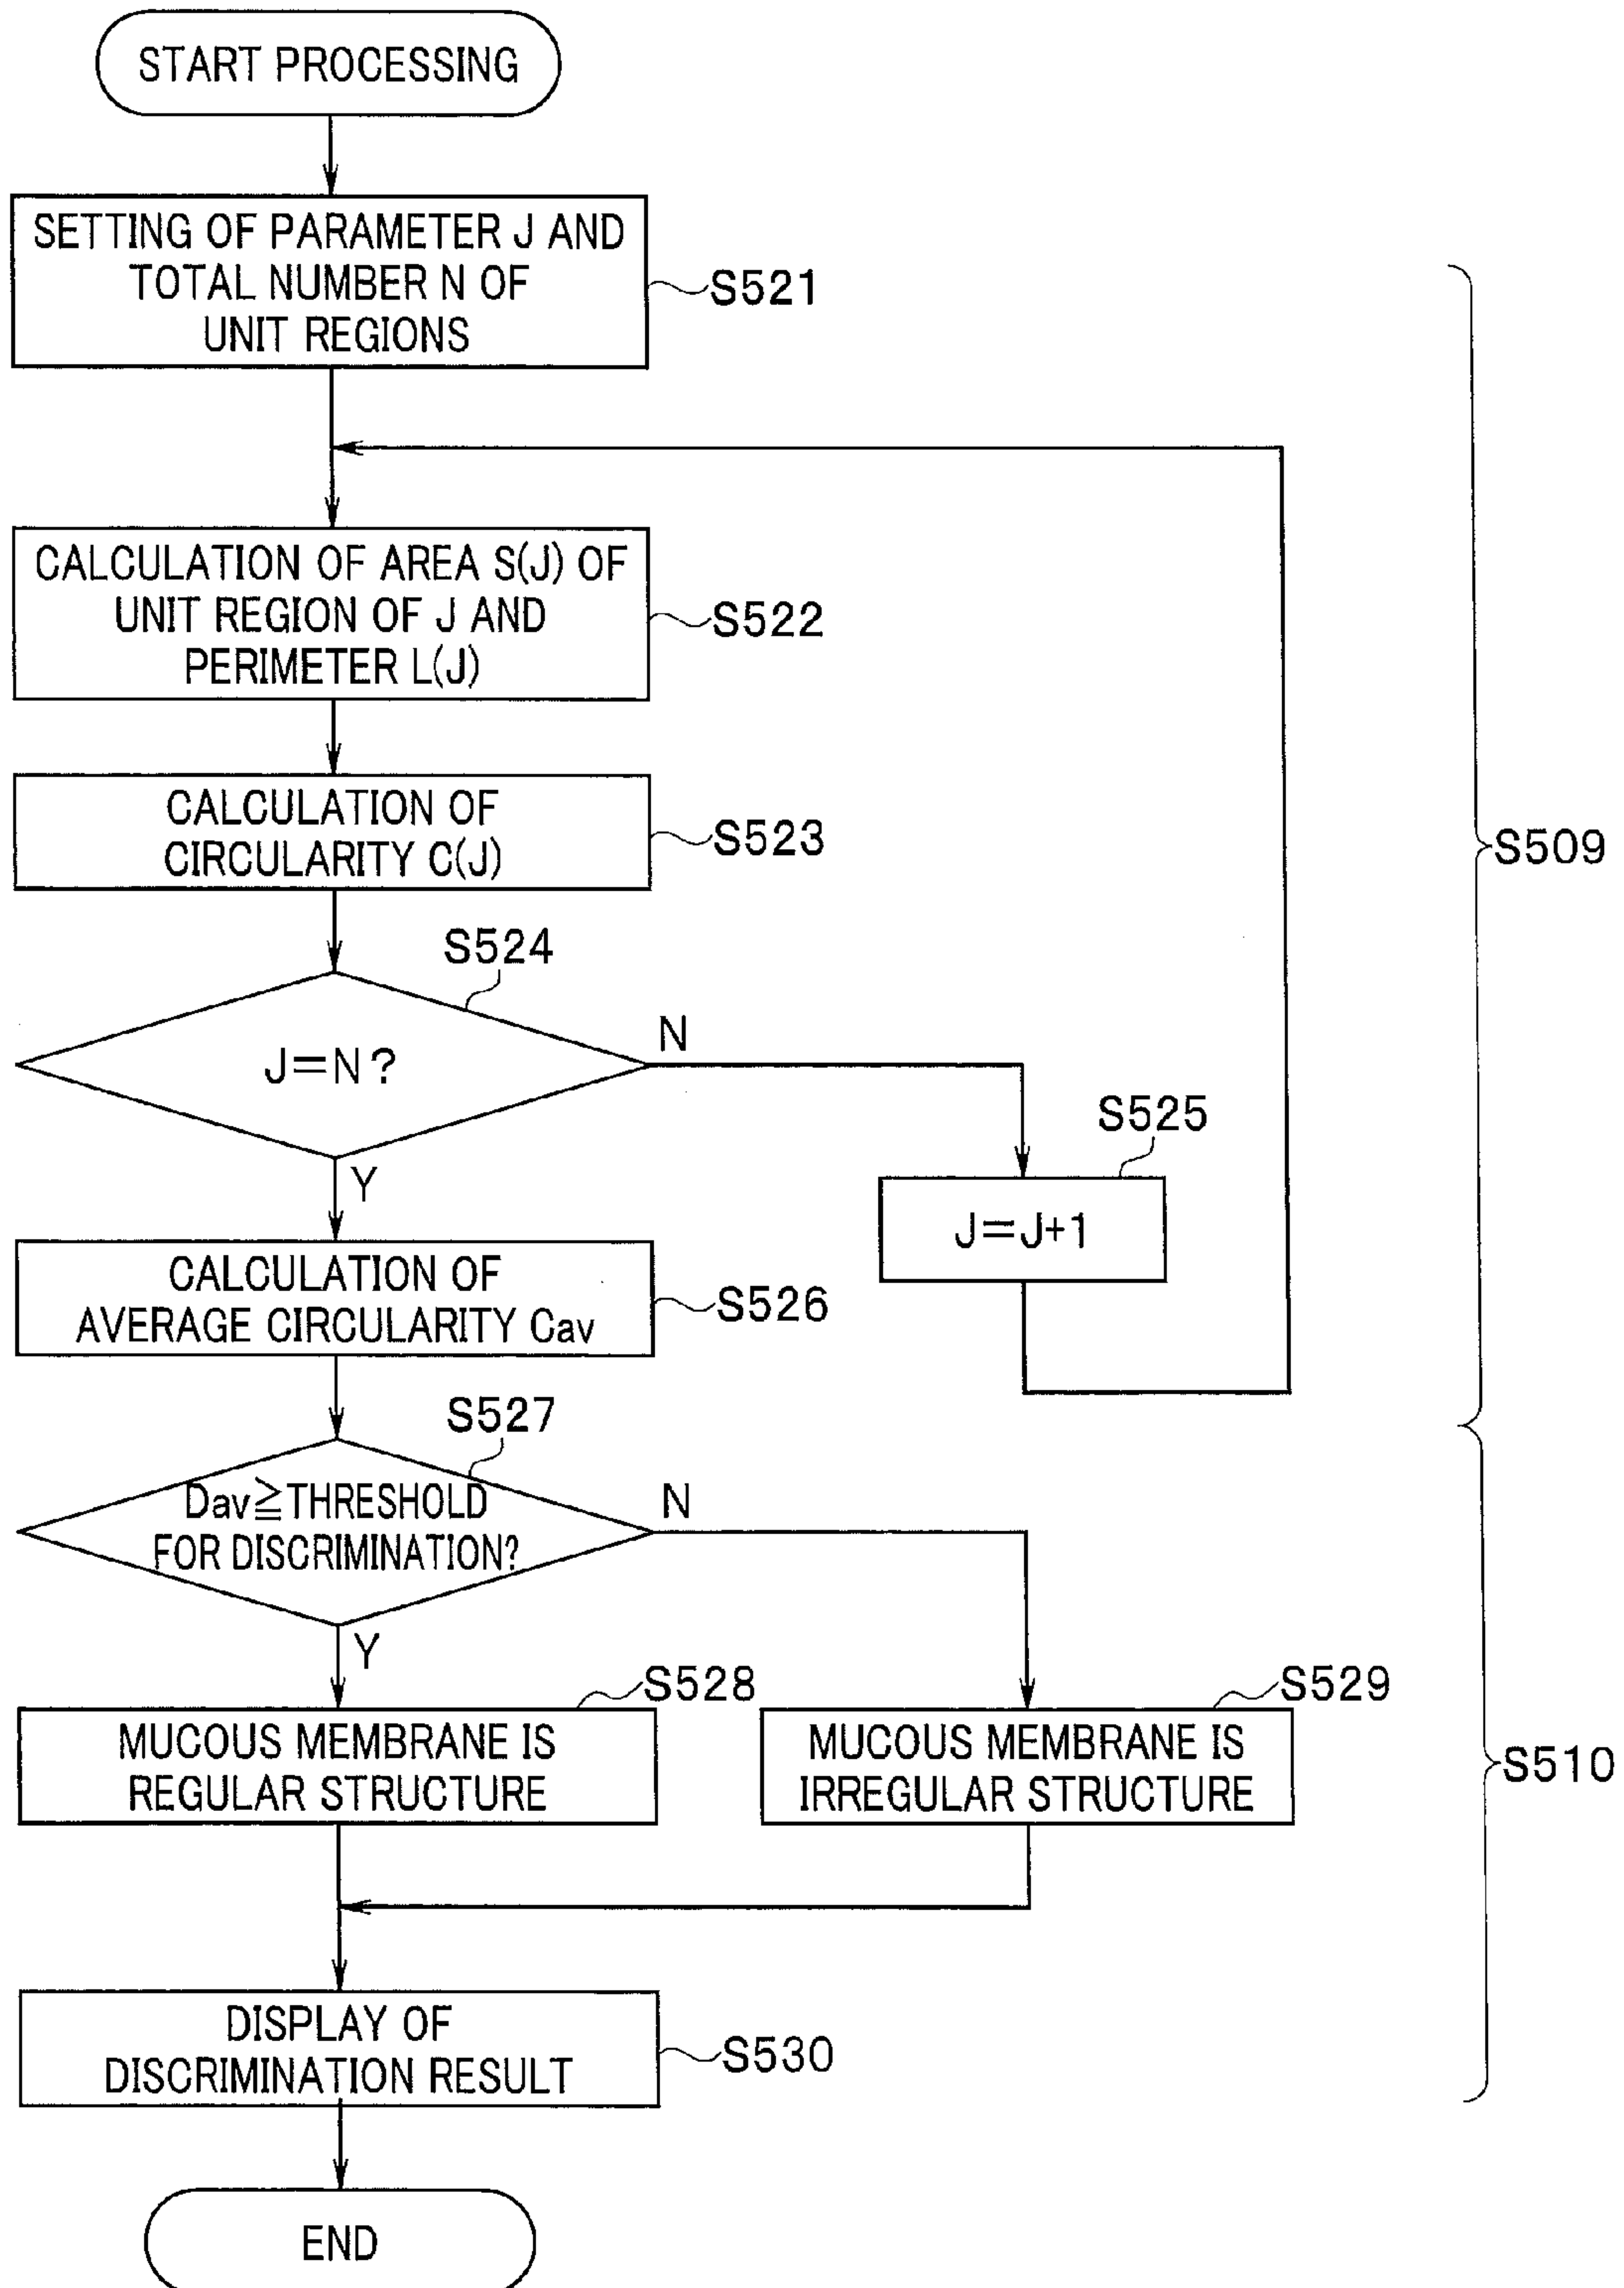 START PROCESSING
SETTING OF PARAMETER J AND
TOTAL NUMBER N OF
UNIT REGIONS
S521
CALCULATION OF AREA S(J) OF
UNIT REGION OF J AND
PERIMETER L(J)
S522
CALCULATION OF
CIRCULARITY C(J)
S523
S509
S524
J=N?
N
Y
S525
J=J+1
CALCULATION OF
AVERAGE CIRCULARITY Cav
S526
S527
Dav≧THRESHOLD
FOR DISCRIMINATION?
N
Y
S528
MUCOUS MEMBRANE IS
REGULAR STRUCTURE
S529
MUCOUS MEMBRANE IS
IRREGULAR STRUCTURE
S510
DISPLAY OF
DISCRIMINATION RESULT
S530
END